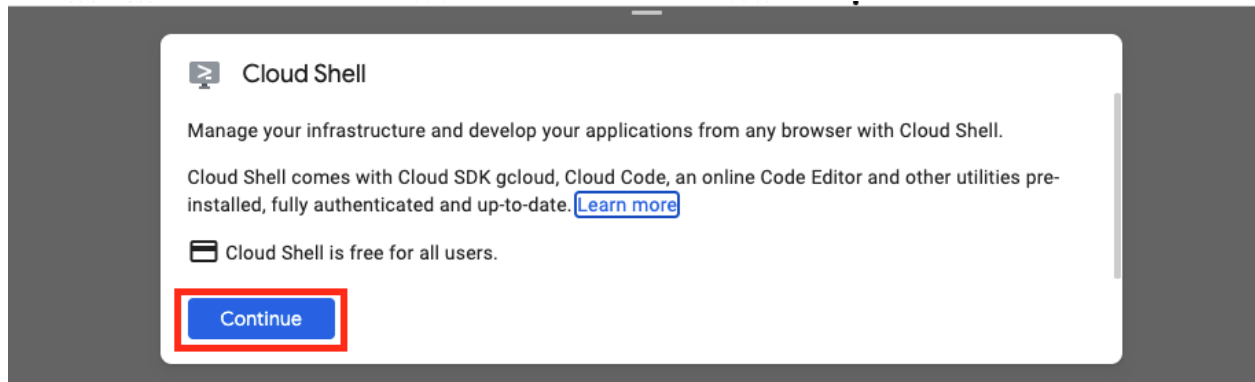 Cloud Shell
Manage your infrastructure and develop your applications from any browser with Cloud Shell.
Cloud Shell comes with Cloud SDK gcloud, Cloud Code, an online Code Editor and other utilities pre-
installed, fully authenticated and up-to-date. Learn more
Cloud Shell is free for all users.
Continue